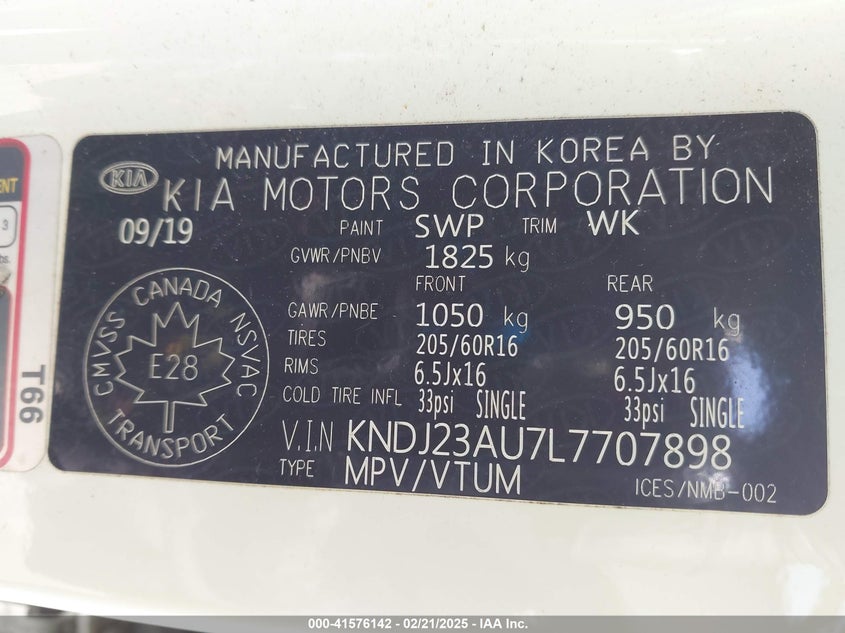 MANUFACTURED IN KOREA BY
KIA
KIA MOTORS CORPORATION
09/19
PAINT SWP TRIM WK
GVWR/PNBV 1825 kg
FRONT REAR
GAWR/PNBE 1050 kg 950 kg
TIRES 205/60R16 205/60R16
RIMS 6.5Jx16 6.5Jx16
COLD TIRE INFL 33psi SINGLE 33psi SINGLE
V.I.N KNDJ23AU7L7707898
TYPE MPV/VTUM
ICES/NMB-002
CMVSS CANADA NSVAC
E28
TRANSPORT
ENT
3
bs.
T66
000-41576142 - 02/21/2025 - IAA Inc.